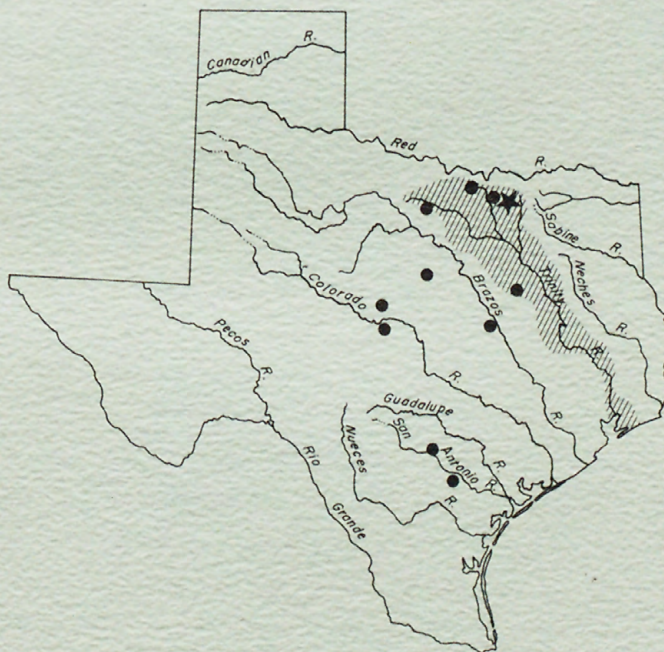 Canadian R.
Red R.
Sabine R.
Neches R.
Trinity R.
Brazos R.
Colorado R.
Pecos R.
Guadalupe R.
San Antonio R.
Nueces R.
Rio Grande